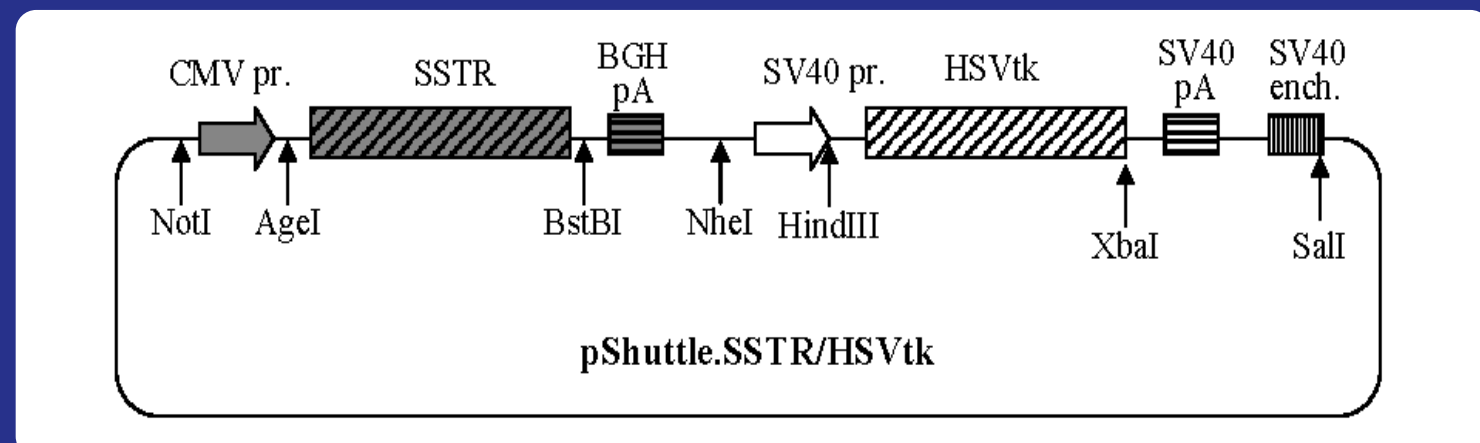 CMV pr.
SSTR
BGH
pA
SV40 pr.
HSVtk
SV40
pA
SV40
ench.
NotI
AgeI
BstBI
NheI
HindIII
XbaI
SalI
pShuttle.SSTR/HSVtk